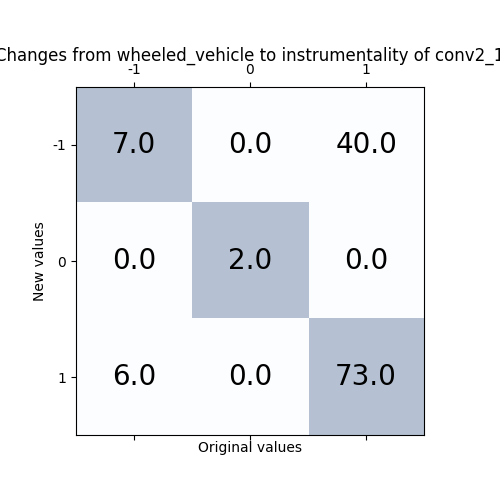 Changes from wheeled_vehicle to instrumentality of conv2_1
-1 0 1
-1 7.0 0.0 40.0
0 0.0 2.0 0.0
1 6.0 0.0 73.0
New values
Original values